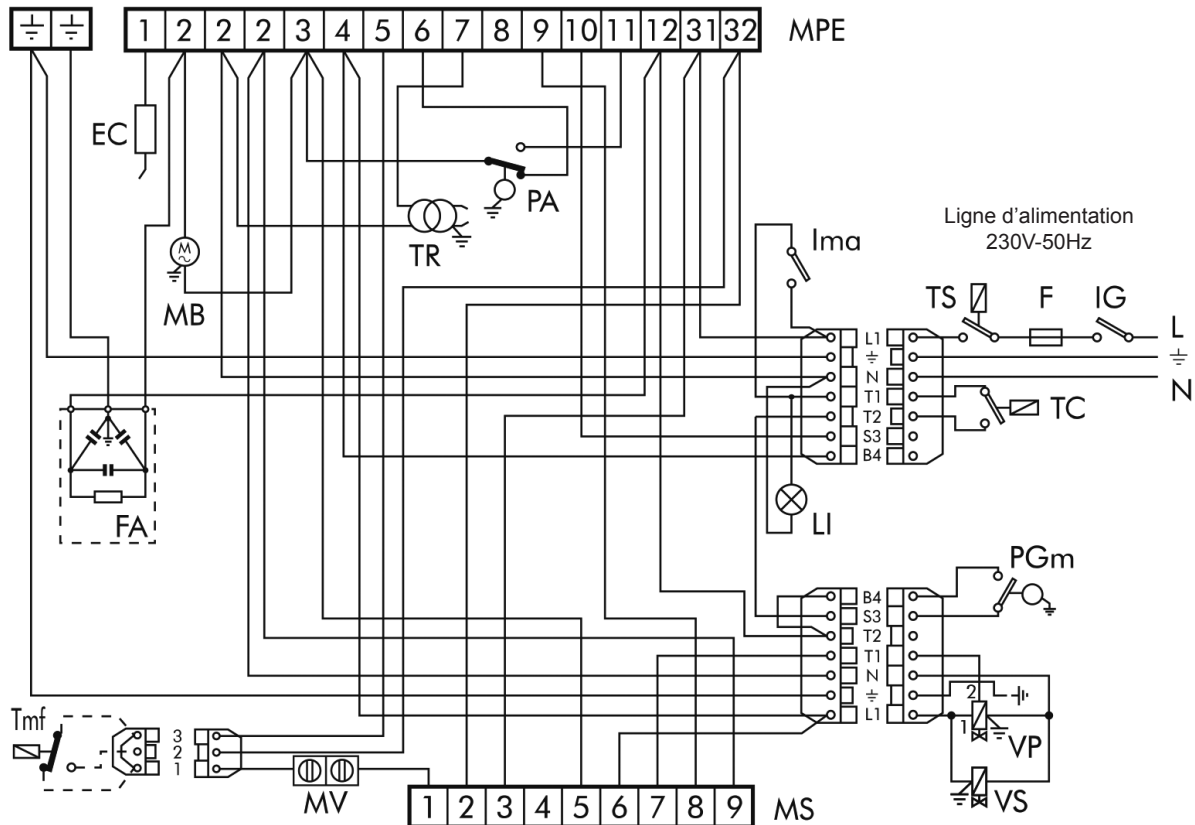 ⏚ ⏚ 1 2 2 2 3 4 5 6 7 8 9 10 11 12 31 32 MPE
EC
PA
TR
MB
M
~
Ima
Ligne d'alimentation
230V-50Hz
TS F IG
L
⏚
N
L1
⏚
N
T1
T2
S3
B4
TC
LI
FA
PGm
B4
S3
T2
T1
N
⏚
L1
2
1
VP
VS
Tmf
3
2
1
MV
1 2 3 4 5 6 7 8 9 MS